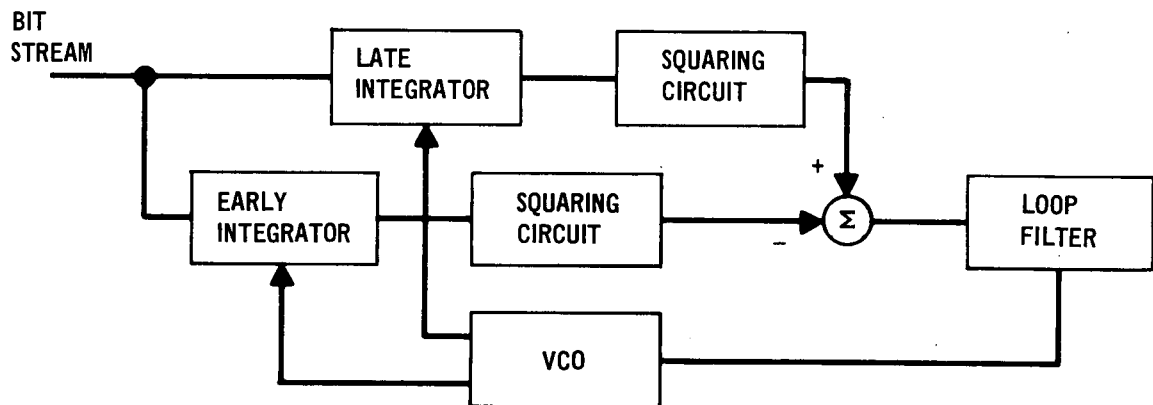 BIT
STREAM
LATE
INTEGRATOR
SQUARING
CIRCUIT
+
EARLY
INTEGRATOR
SQUARING
CIRCUIT
−
Σ
LOOP
FILTER
VCO